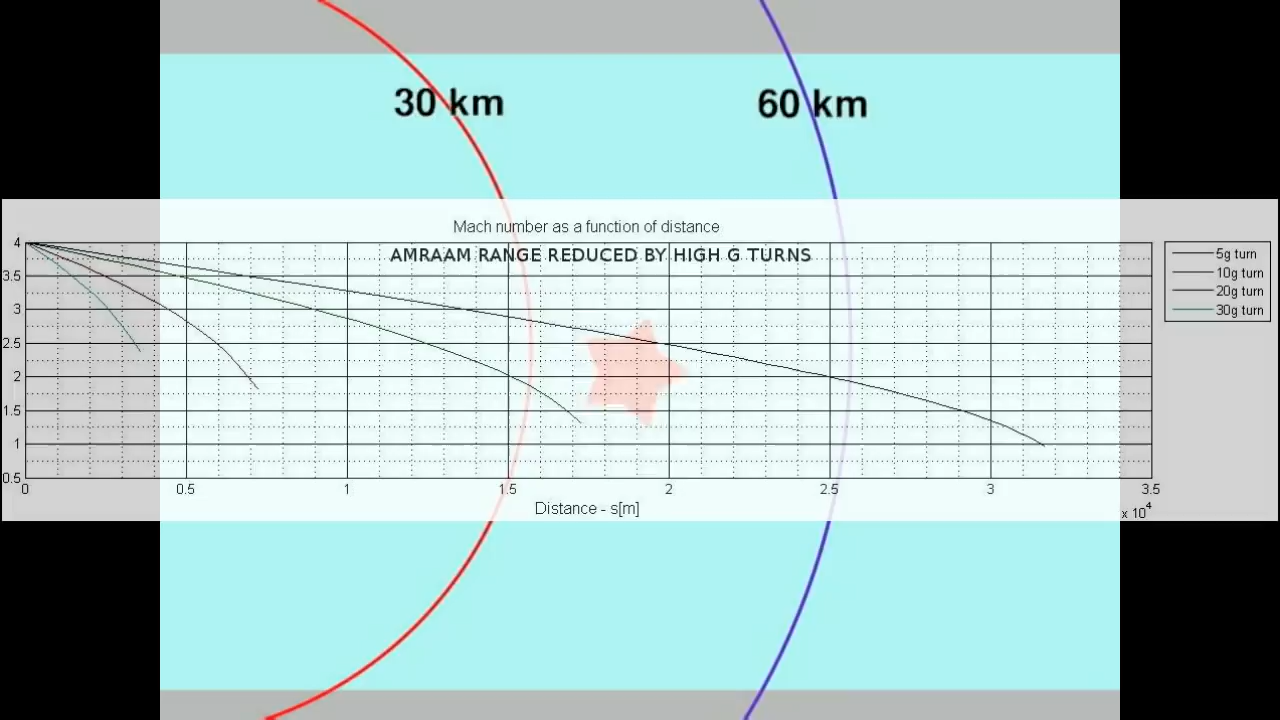 30 km
60 km
Mach number as a function of distance
AMRAAM RANGE REDUCED BY HIGH G TURNS
4
3.5
3
2.5
2
1.5
1
0.5
0 0.5 1 1.5 2 2.5 3 3.5
x 10^4
Distance - s[m]
5g turn
10g turn
20g turn
30g turn